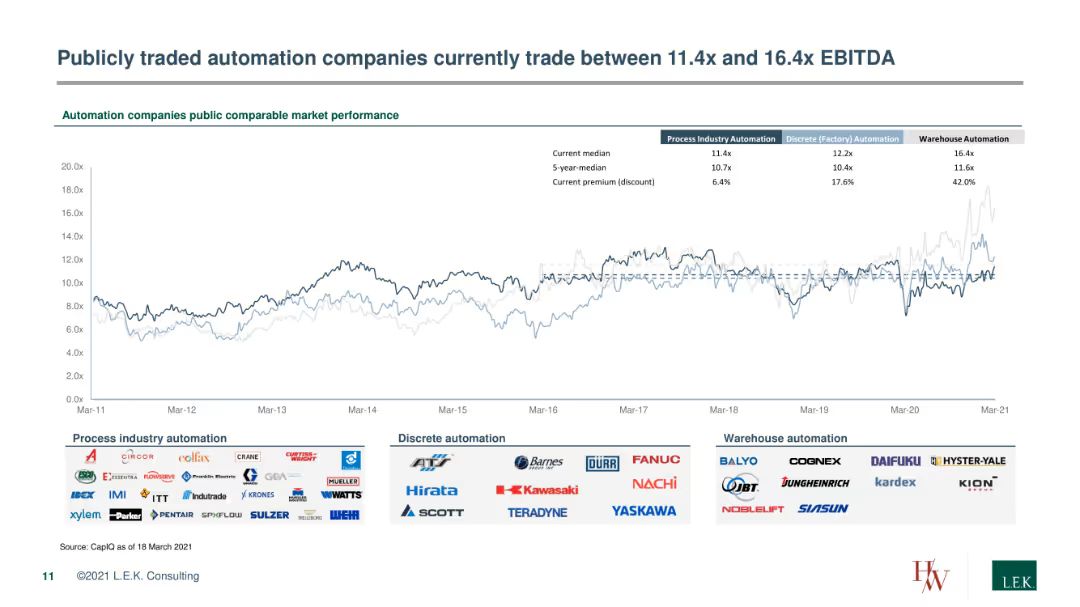 Publicly traded automation companies currently trade between 11.4x and 16.4x EBITDA
Automation companies public comparable market performance
Process Industry Automation Discrete (Factory) Automation Warehouse Automation
Current median 11.4x 12.2x 16.4x
5-year-median 10.7x 10.4x 11.6x
Current premium (discount) 6.4% 17.6% 42.0%
20.0x
18.0x
16.0x
14.0x
12.0x
10.0x
8.0x
6.0x
4.0x
2.0x
0.0x
Mar-11 Mar-12 Mar-13 Mar-14 Mar-15 Mar-16 Mar-17 Mar-18 Mar-19 Mar-20 Mar-21
Process industry automation
CIRCOR colfax CRANE CURTISS-WRIGHT
ESCO ESSENTRA FLOWSERVE Franklin Electric GRACO MUELLER
IDEX IMI ITT Indutrade KRONES WATTS
xylem Parker PENTAIR SPXFLOW SULZER TRELLEBORG WEIR
Discrete automation
ATS Barnes DÜRR FANUC
Hirata Kawasaki NACHI
SCOTT TERADYNE YASKAWA
Warehouse automation
BALYO COGNEX DAIFUKU HYSTER-YALE
JBT JUNGHEINRICH kardex KION
NOBLELIFT SIASUN
Source: CapIQ as of 18 March 2021
11 ©2021 L.E.K. Consulting
HW
L.E.K.